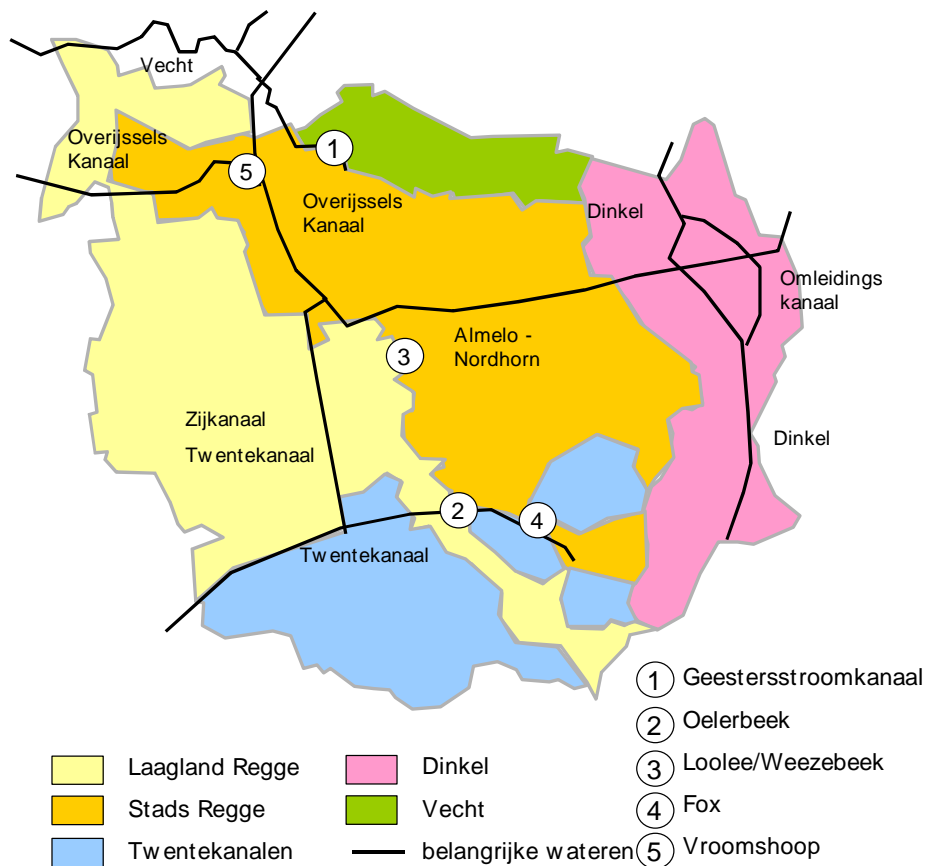 Vecht
Overijssels
Kanaal
5
1
Overijssels
Kanaal
Dinkel
Omleidings
kanaal
Almelo -
Nordhorn
3
Zijkanaal
Twentekanaal
Dinkel
2
4
Twentekanaal
1 Geestersstroomkanaal
2 Oelerbeek
3 Loolee/Weezebeek
4 Fox
5 Vroomshoop
Laagland Regge
Stads Regge
Twentekanalen
Dinkel
Vecht
belangrijke wateren